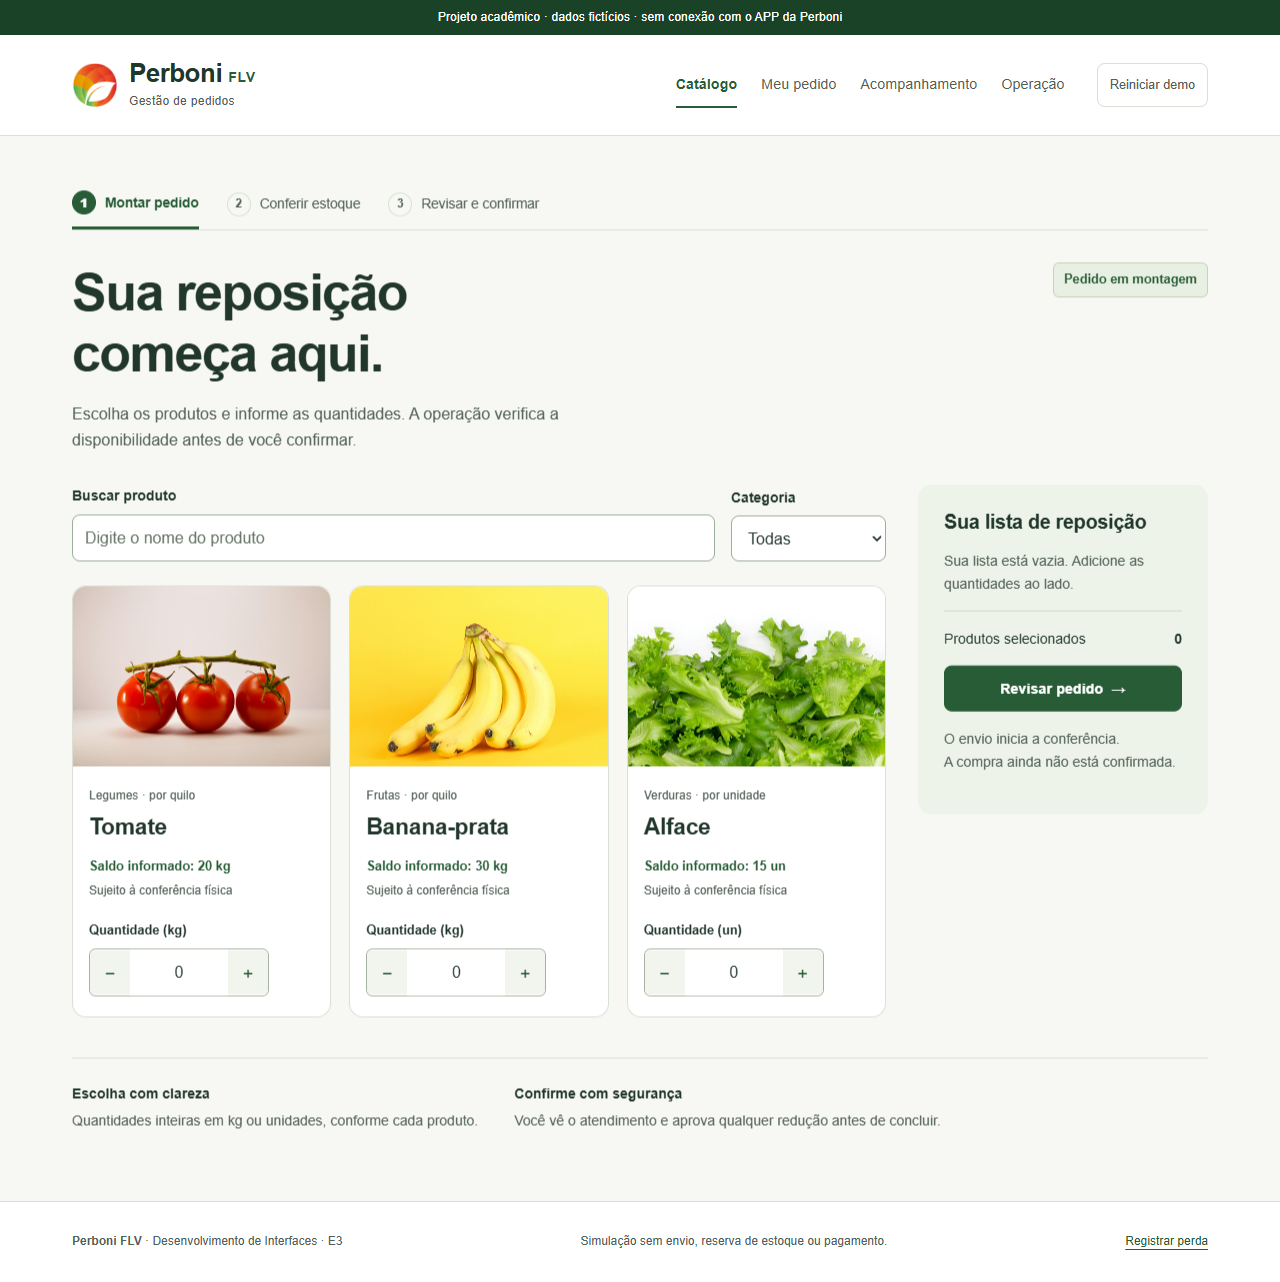 Projeto acadêmico · dados fictícios · sem conexão com o APP da Perboni
Perboni FLV
Gestão de pedidos
Catálogo
Meu pedido
Acompanhamento
Operação
Reiniciar demo
1 Montar pedido
2 Conferir estoque
3 Revisar e confirmar
Sua reposição
começa aqui.
Pedido em montagem
Escolha os produtos e informe as quantidades. A operação verifica a
disponibilidade antes de você confirmar.
Buscar produto
Digite o nome do produto
Categoria
Todas
Legumes · por quilo
Tomate
Saldo informado: 20 kg
Sujeito à conferência física
Quantidade (kg)
− 0 +
Frutas · por quilo
Banana-prata
Saldo informado: 30 kg
Sujeito à conferência física
Quantidade (kg)
− 0 +
Verduras · por unidade
Alface
Saldo informado: 15 un
Sujeito à conferência física
Quantidade (un)
− 0 +
Sua lista de reposição
Sua lista está vazia. Adicione as
quantidades ao lado.
Produtos selecionados 0
Revisar pedido →
O envio inicia a conferência.
A compra ainda não está confirmada.
Escolha com clareza
Quantidades inteiras em kg ou unidades, conforme cada produto.
Confirme com segurança
Você vê o atendimento e aprova qualquer redução antes de concluir.
Perboni FLV · Desenvolvimento de Interfaces · E3
Simulação sem envio, reserva de estoque ou pagamento.
Registrar perda